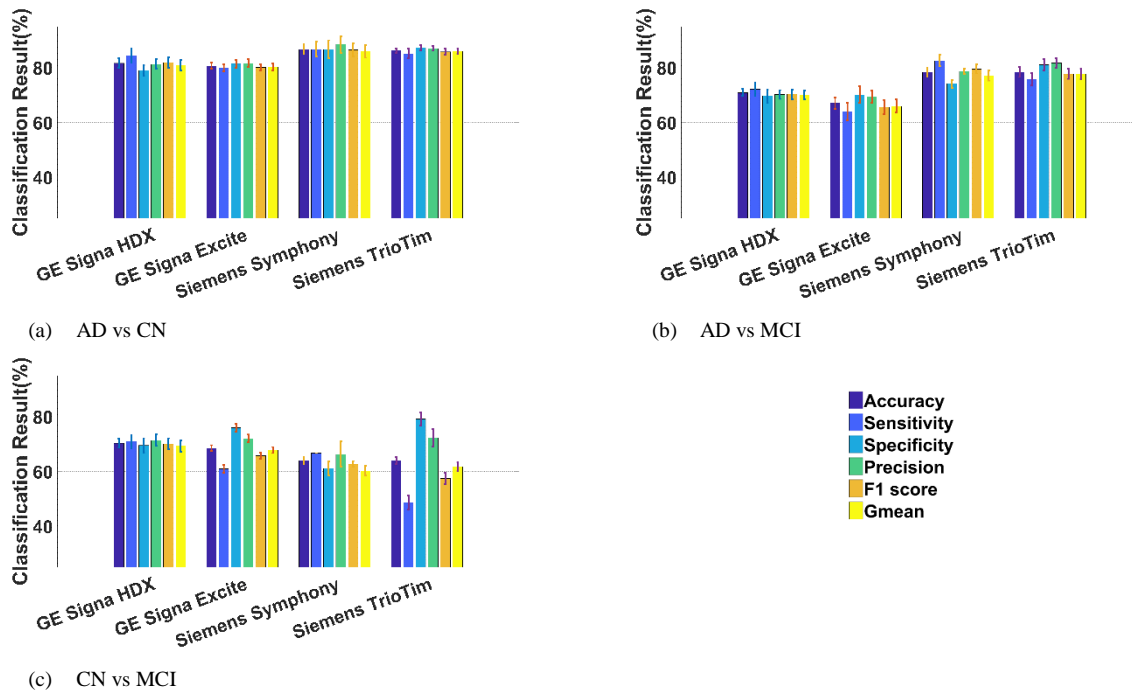 Classification Result(%)
80
60
40
GE Signa HDX
GE Signa Excite
Siemens Symphony
Siemens TrioTim
(a) AD vs CN
Classification Result(%)
80
60
40
GE Signa HDX
GE Signa Excite
Siemens Symphony
Siemens TrioTim
(b) AD vs MCI
Classification Result(%)
80
60
40
GE Signa HDX
GE Signa Excite
Siemens Symphony
Siemens TrioTim
(c) CN vs MCI
Accuracy
Sensitivity
Specificity
Precision
F1 score
Gmean